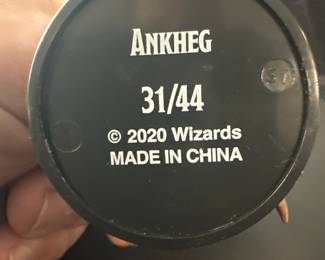 ANKHEG
31/44
© 2020 Wizards
MADE IN CHINA